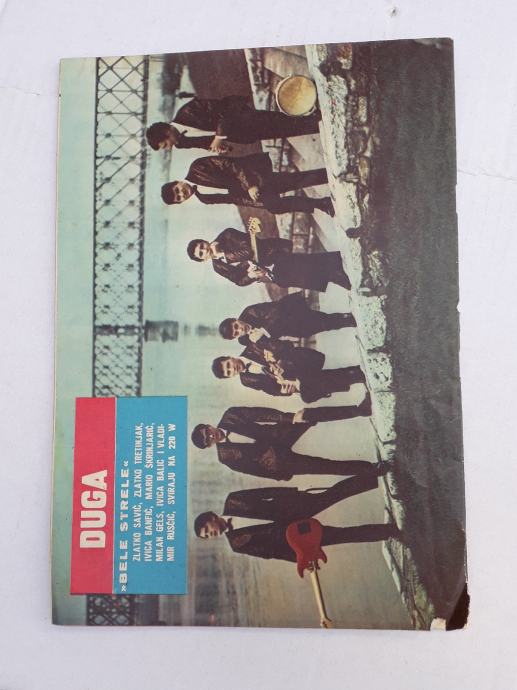 DUGA
»BELE STRELE«
ZLATKO SAVIĆ, ZLATKO TRETINJAK,
IVICA BANFIĆ, MARIO ŠKRINJARIĆ,
MILAN GELS, IVICA BALIĆ I VLADI-
MIR RUSČIĆ, SVIRAJU NA 220 W